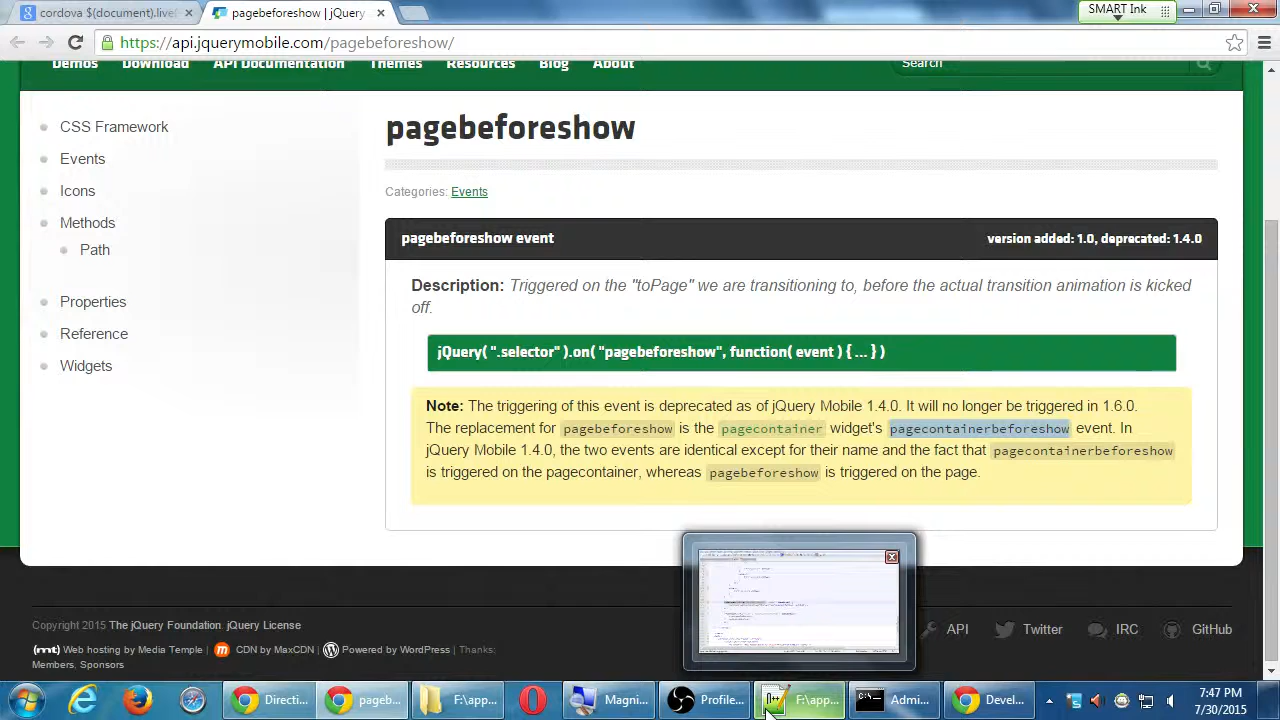 cordova $(document).live(
pagebeforeshow | jQuery
SMART Ink
https://api.jquerymobile.com/pagebeforeshow/
Demos Download API Documentation Themes Resources Blog About
Search
CSS Framework
Events
Icons
Methods
Path
Properties
Reference
Widgets
pagebeforeshow
Categories: Events
pagebeforeshow event
version added: 1.0, deprecated: 1.4.0
Description: Triggered on the "toPage" we are transitioning to, before the actual transition animation is kicked
off.
jQuery( ".selector" ).on( "pagebeforeshow", function( event ) { ... } )
Note: The triggering of this event is deprecated as of jQuery Mobile 1.4.0. It will no longer be triggered in 1.6.0.
The replacement for pagebeforeshow is the pagecontainer widget's pagecontainerbeforeshow event. In
jQuery Mobile 1.4.0, the two events are identical except for their name and the fact that pagecontainerbeforeshow
is triggered on the pagecontainer, whereas pagebeforeshow is triggered on the page.
Copyright 2015 The jQuery Foundation. jQuery License
by Media Temple | CDN by MaxCDN | Powered by WordPress | Thanks:
Members, Sponsors
API
Twitter
IRC
GitHub
Directi...
pageb...
F:\app...
Magni...
Profile...
F:\app...
Admi...
Devel...
7:47 PM
7/30/2015